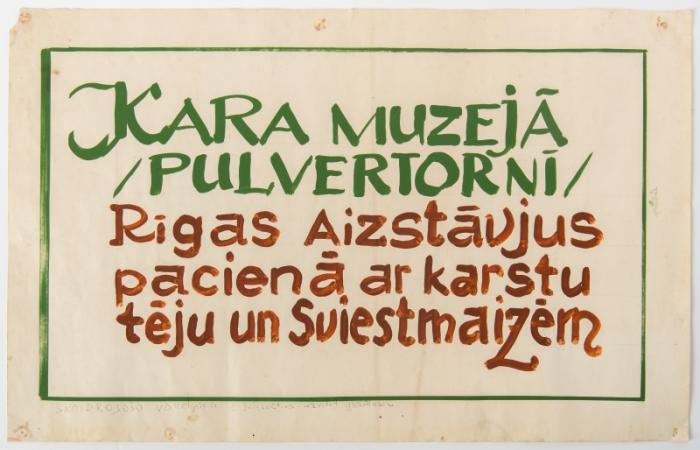 KARA MUZEJĀ
/PULVERTORNĪ/
Rīgas Aizstāvjus
pacienā ar karstu
tēju un Sviestmaizēm